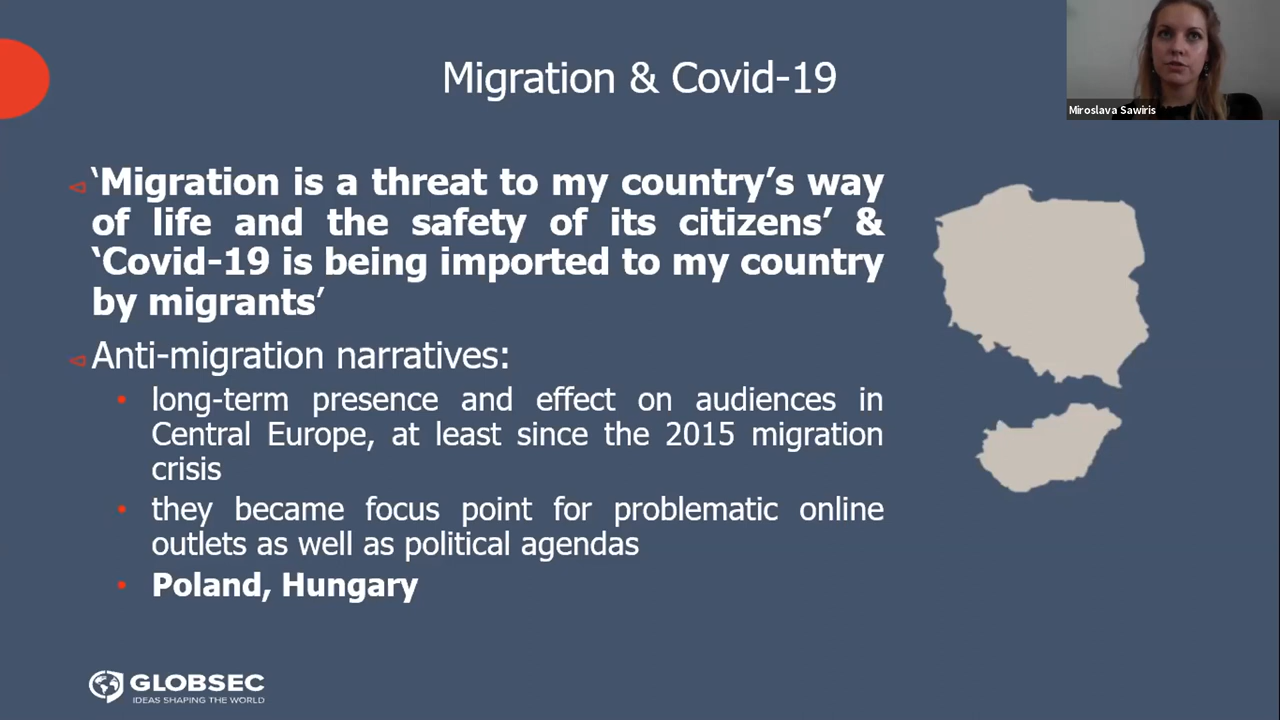 Migration & Covid-19
Miroslava Sawiris
‘Migration is a threat to my country’s way
of life and the safety of its citizens’ &
‘Covid-19 is being imported to my country
by migrants’
Anti-migration narratives:
long-term presence and effect on audiences in
Central Europe, at least since the 2015 migration
crisis
they became focus point for problematic online
outlets as well as political agendas
Poland, Hungary
GLOBSEC
IDEAS SHAPING THE WORLD